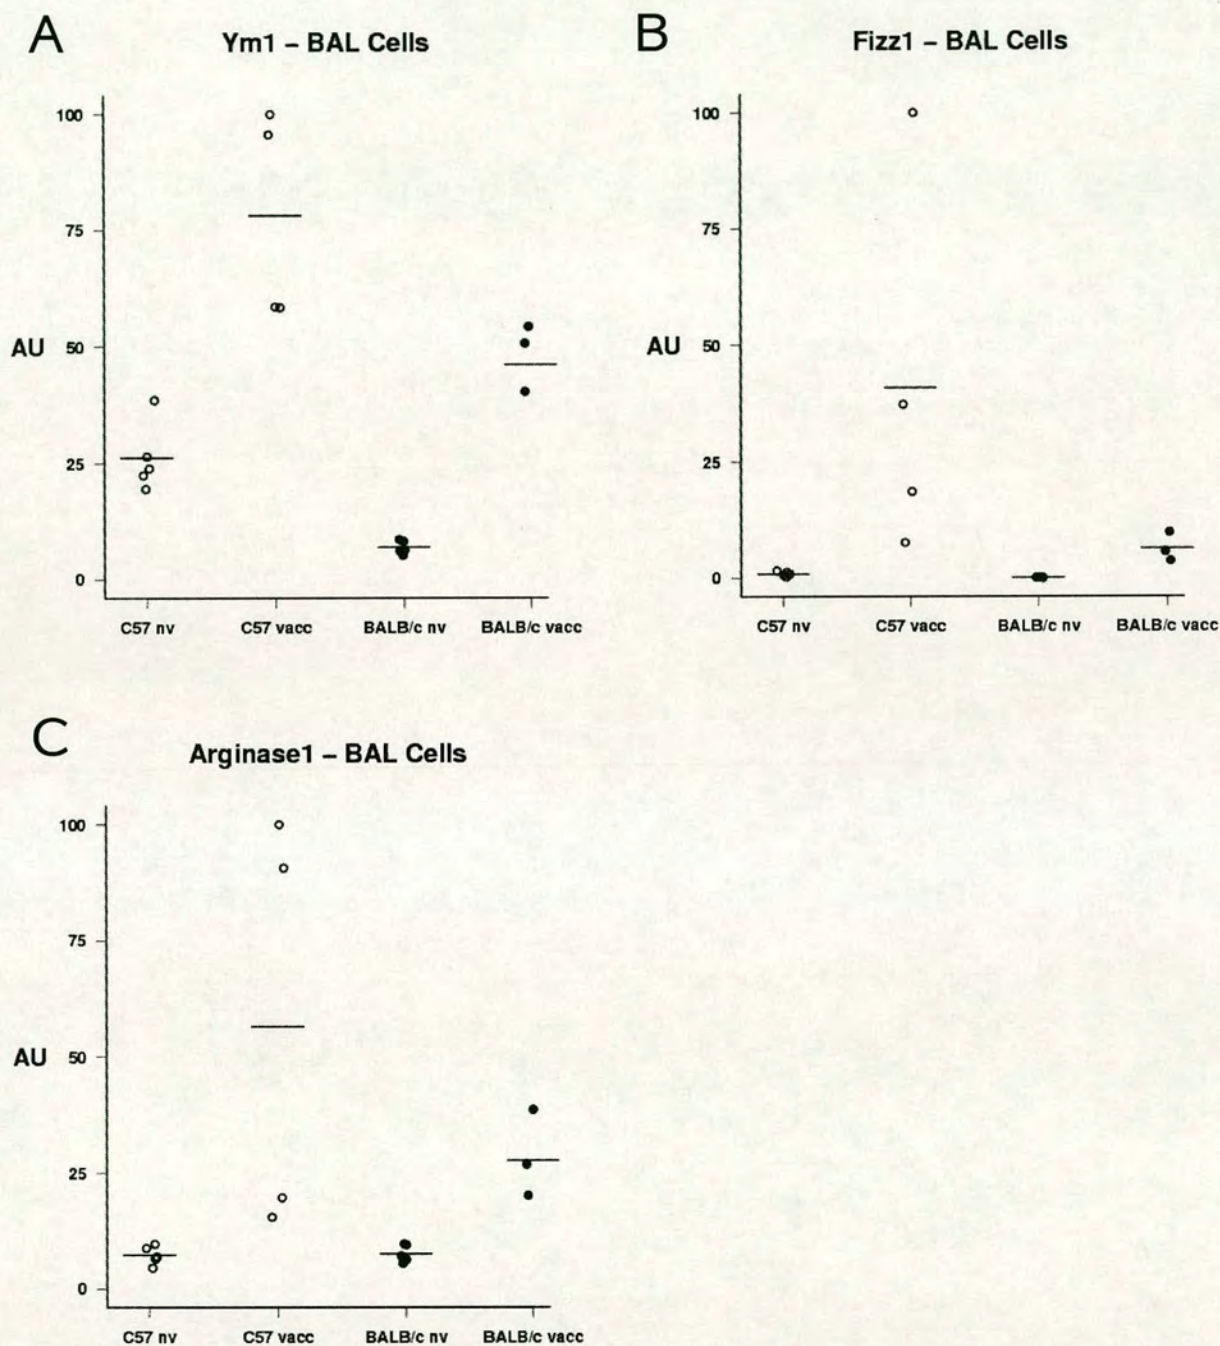 A
Ym1 – BAL Cells
100
75
AU
50
25
0
C57 nv
C57 vacc
BALB/c nv
BALB/c vacc
B
Fizz1 – BAL Cells
100
75
AU
50
25
0
C57 nv
C57 vacc
BALB/c nv
BALB/c vacc
C
Arginase1 – BAL Cells
100
75
AU
50
25
0
C57 nv
C57 vacc
BALB/c nv
BALB/c vacc